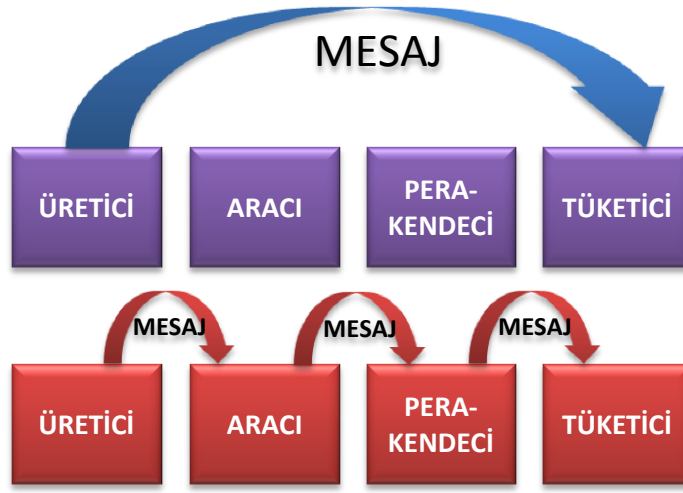 MESAJ
ÜRETİCİ
ARACI
PERA-
KENDECİ
TÜKETİCİ
MESAJ
MESAJ
MESAJ
ÜRETİCİ
ARACI
PERA-
KENDECİ
TÜKETİCİ